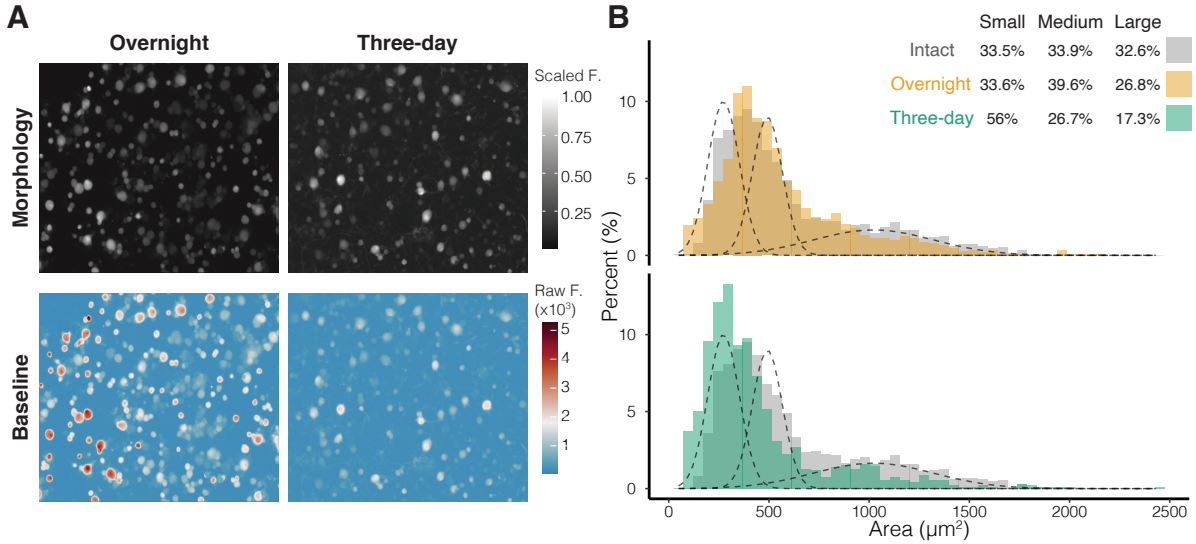 A
Overnight
Three-day
Morphology
Scaled F.
1.00
0.75
0.50
0.25
Baseline
Raw F.
(x10³)
5
4
3
2
1
B
Small Medium Large
Intact 33.5% 33.9% 32.6%
Overnight 33.6% 39.6% 26.8%
Three-day 56% 26.7% 17.3%
Percent (%)
10
5
0
10
5
0
0 500 1000 1500 2000 2500
Area (µm²)